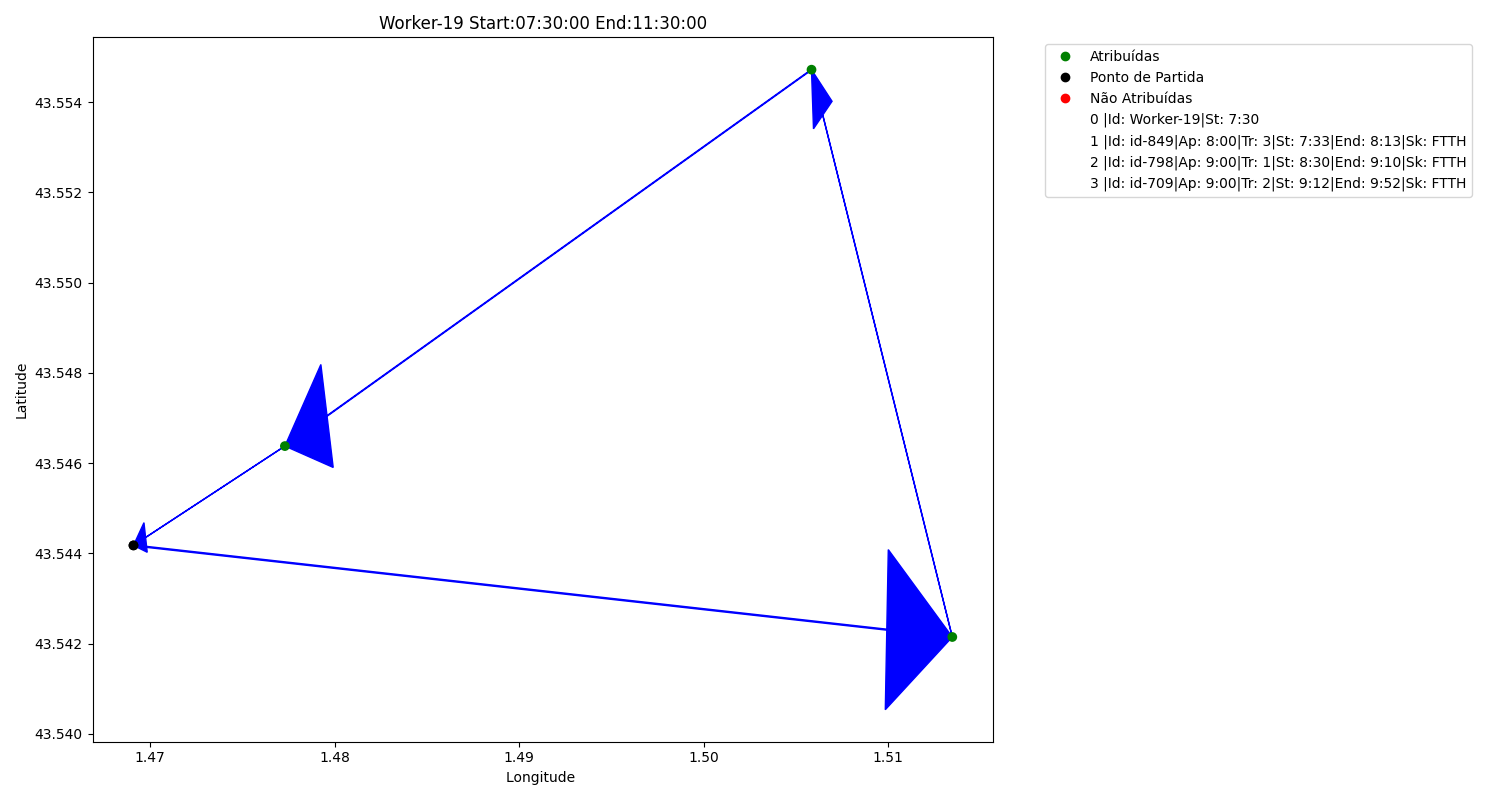 Worker-19 Start:07:30:00 End:11:30:00
Atribuídas
Ponto de Partida
Não Atribuídas
0 |Id: Worker-19|St: 7:30
1 |Id: id-849|Ap: 8:00|Tr: 3|St: 7:33|End: 8:13|Sk: FTTH
2 |Id: id-798|Ap: 9:00|Tr: 1|St: 8:30|End: 9:10|Sk: FTTH
3 |Id: id-709|Ap: 9:00|Tr: 2|St: 9:12|End: 9:52|Sk: FTTH
Latitude
43.554
43.552
43.550
43.548
43.546
43.544
43.542
43.540
1.47 1.48 1.49 1.50 1.51
Longitude